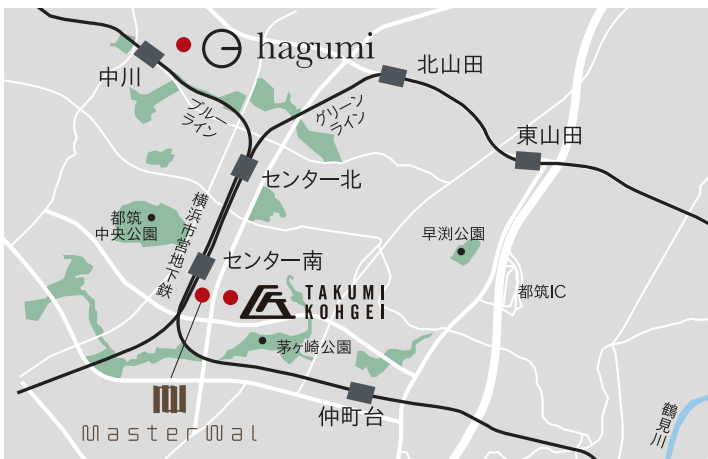 hagumi
中川
北山田
ブルー
ライン
グリーン
ライン
東山田
センター北
横浜市営地下鉄
都筑
中央公園
早渕公園
センター南
都筑IC
TAKUMI
KOHGEI
茅ヶ崎公園
仲町台
鶴見川
MasterWal